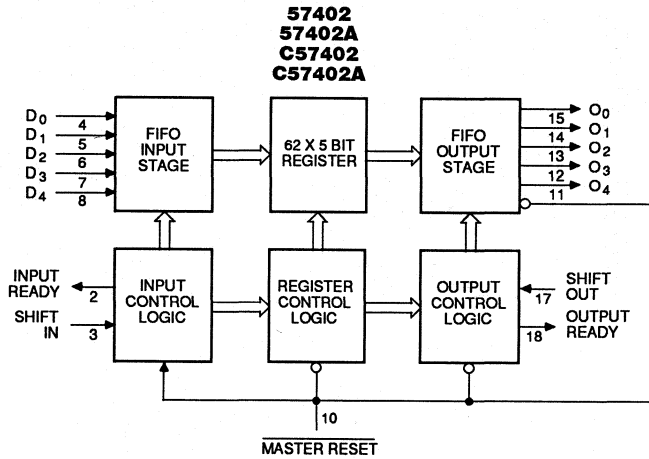 57402
57402A
C57402
C57402A
D0
4
D1
5
D2
6
D3
7
D4
8
FIFO
INPUT
STAGE
62 X 5 BIT
REGISTER
FIFO
OUTPUT
STAGE
O0
15
O1
14
O2
13
O3
12
O4
11
INPUT
READY
2
SHIFT
IN
3
INPUT
CONTROL
LOGIC
REGISTER
CONTROL
LOGIC
OUTPUT
CONTROL
LOGIC
17
SHIFT
OUT
18
OUTPUT
READY
10
MASTER RESET